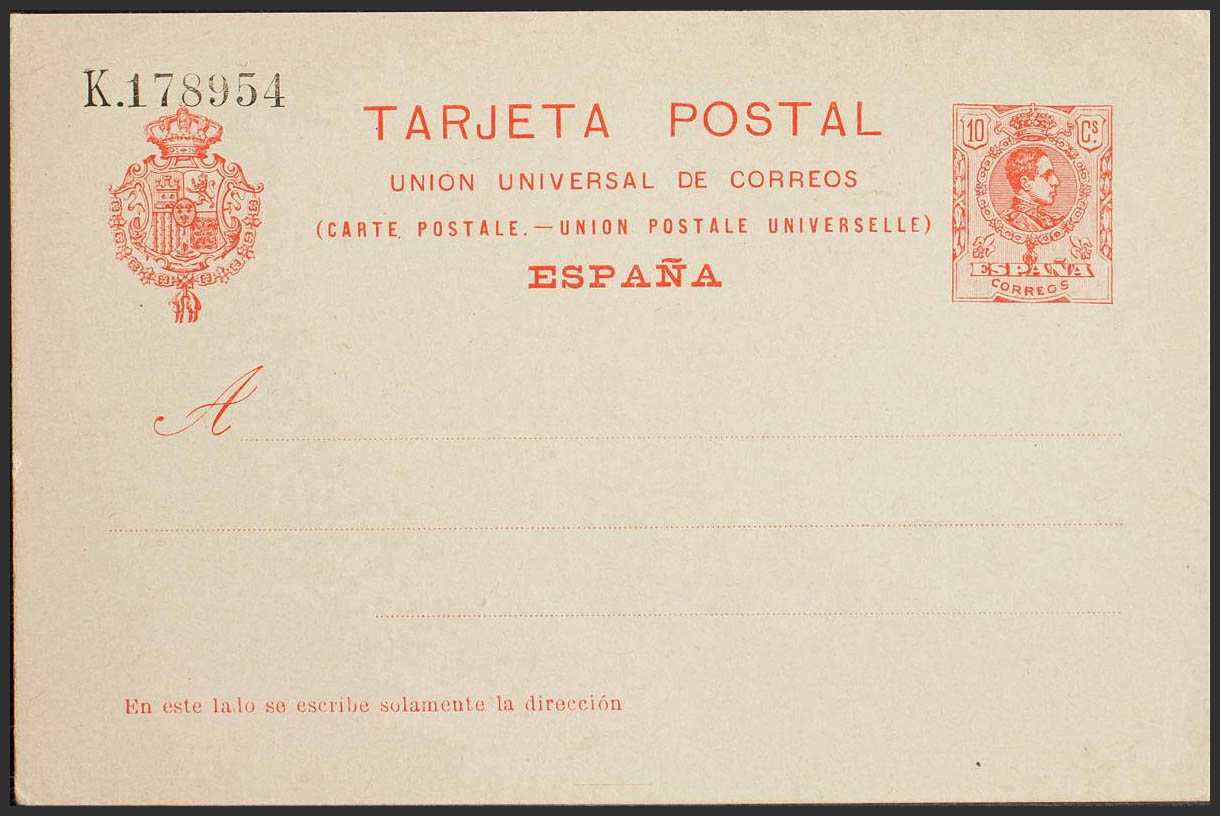 K.178954
TARJETA POSTAL
UNIÓN UNIVERSAL DE CORREOS
(CARTE POSTALE.—UNION POSTALE UNIVERSELLE)
ESPAÑA
10 Cs.
ESPAÑA
CORREOS
A
En este lado se escribe solamente la dirección